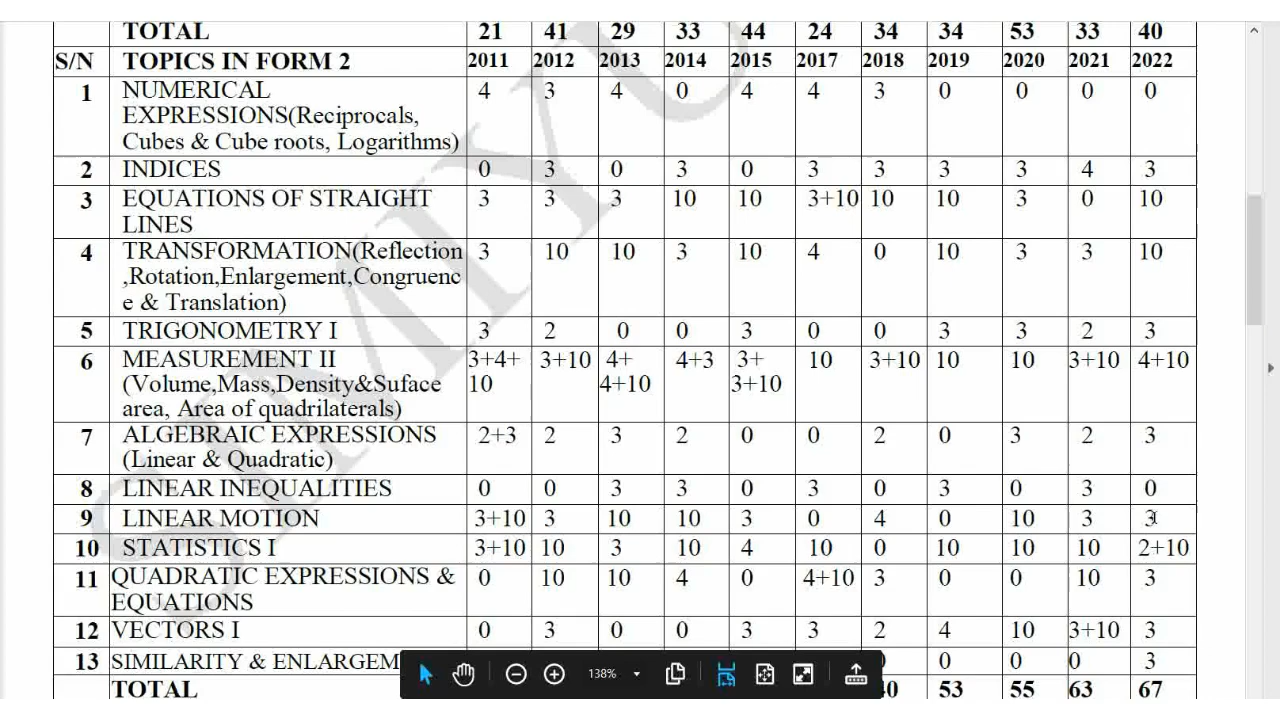 TOTAL 21 41 29 33 44 24 34 34 53 33 40
S/N TOPICS IN FORM 2 2011 2012 2013 2014 2015 2017 2018 2019 2020 2021 2022
1 NUMERICAL 4 3 4 0 4 4 3 0 0 0 0
EXPRESSIONS(Reciprocals,
Cubes & Cube roots, Logarithms)
2 INDICES 0 3 0 3 0 3 3 3 3 4 3
3 EQUATIONS OF STRAIGHT 3 3 3 10 10 3+10 10 10 3 0 10
LINES
4 TRANSFORMATION(Reflection 3 10 10 3 10 4 0 10 3 3 10
,Rotation,Enlargement,Congruenc
e & Translation)
5 TRIGONOMETRY I 3 2 0 0 3 0 0 3 3 2 3
6 MEASUREMENT II 3+4+ 3+10 4+ 4+3 3+ 10 3+10 10 10 3+10 4+10
(Volume,Mass,Density&Suface 10 4+10 3+10
area, Area of quadrilaterals)
7 ALGEBRAIC EXPRESSIONS 2+3 2 3 2 0 0 2 0 3 2 3
(Linear & Quadratic)
8 LINEAR INEQUALITIES 0 0 3 3 0 3 0 3 0 3 0
9 LINEAR MOTION 3+10 3 10 10 3 0 4 0 10 3 3
10 STATISTICS I 3+10 10 3 10 4 10 0 10 10 10 2+10
11 QUADRATIC EXPRESSIONS & 0 10 10 4 0 4+10 3 0 0 10 3
EQUATIONS
12 VECTORS I 0 3 0 0 3 3 2 4 10 3+10 3
13 SIMILARITY & ENLARGEM 0 0 0 3
TOTAL 53 55 63 67
138%
SIMIYU